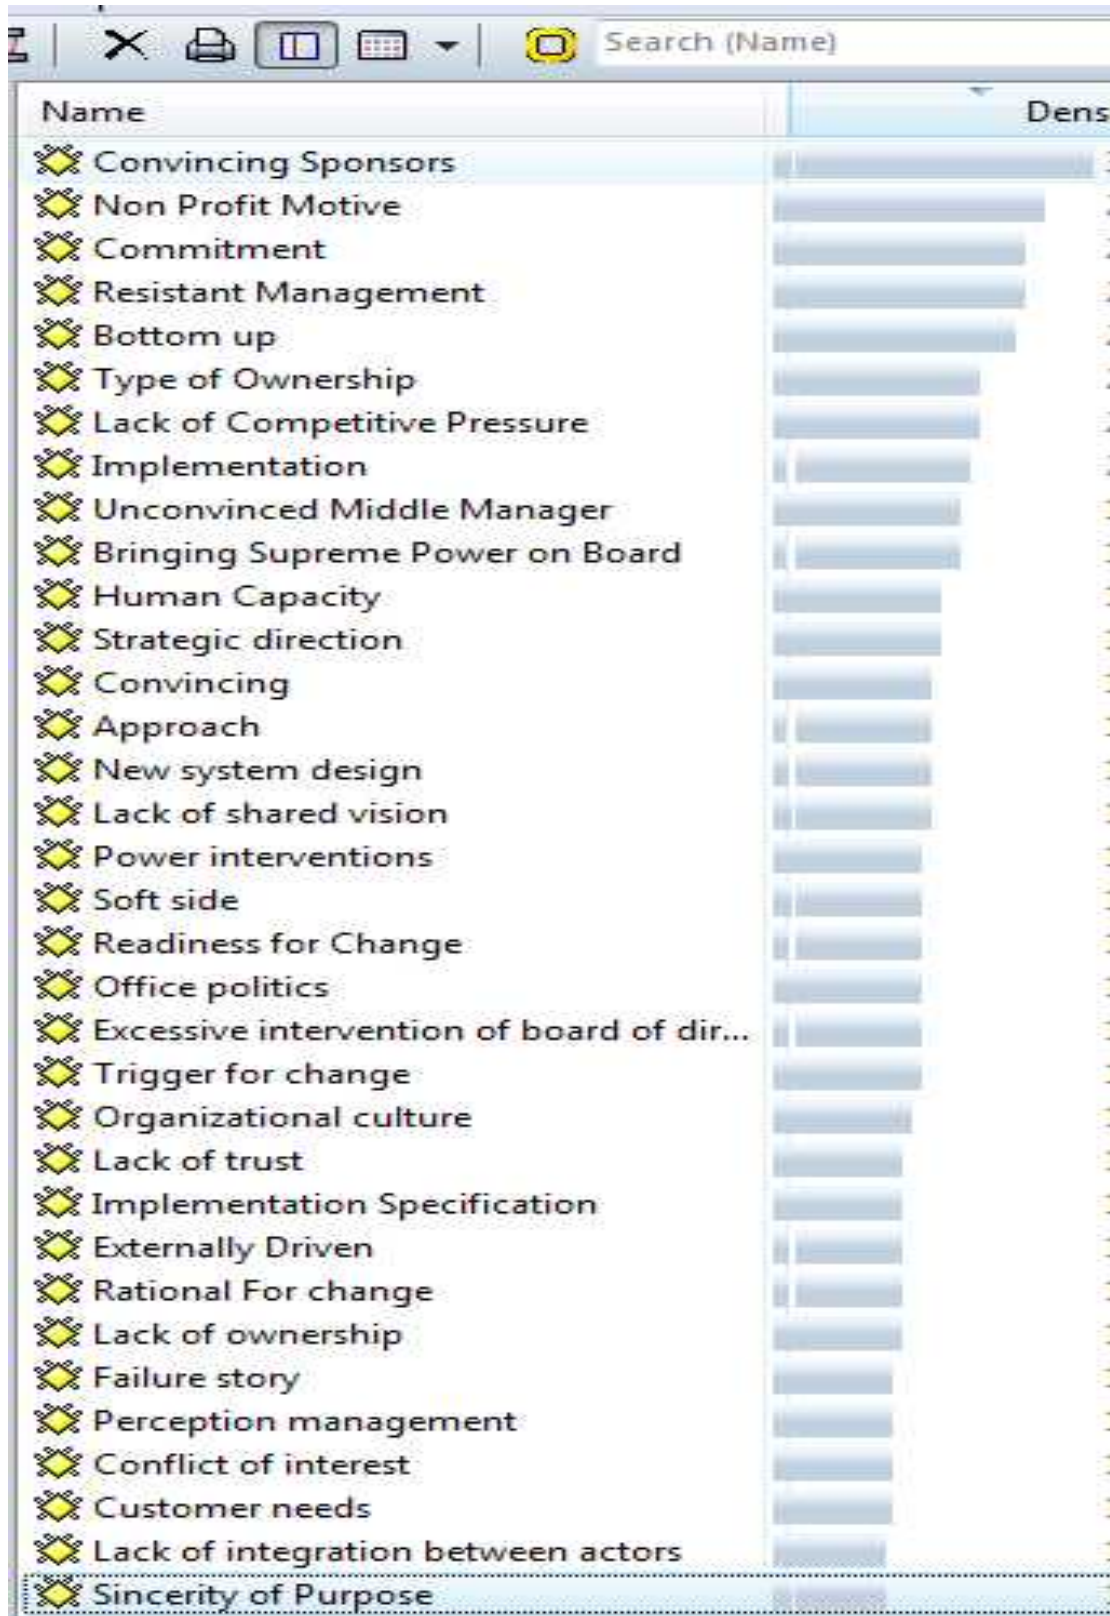 Search (Name)
Name Dens
Convincing Sponsors
Non Profit Motive
Commitment
Resistant Management
Bottom up
Type of Ownership
Lack of Competitive Pressure
Implementation
Unconvinced Middle Manager
Bringing Supreme Power on Board
Human Capacity
Strategic direction
Convincing
Approach
New system design
Lack of shared vision
Power interventions
Soft side
Readiness for Change
Office politics
Excessive intervention of board of dir...
Trigger for change
Organizational culture
Lack of trust
Implementation Specification
Externally Driven
Rational For change
Lack of ownership
Failure story
Perception management
Conflict of interest
Customer needs
Lack of integration between actors
Sincerity of Purpose